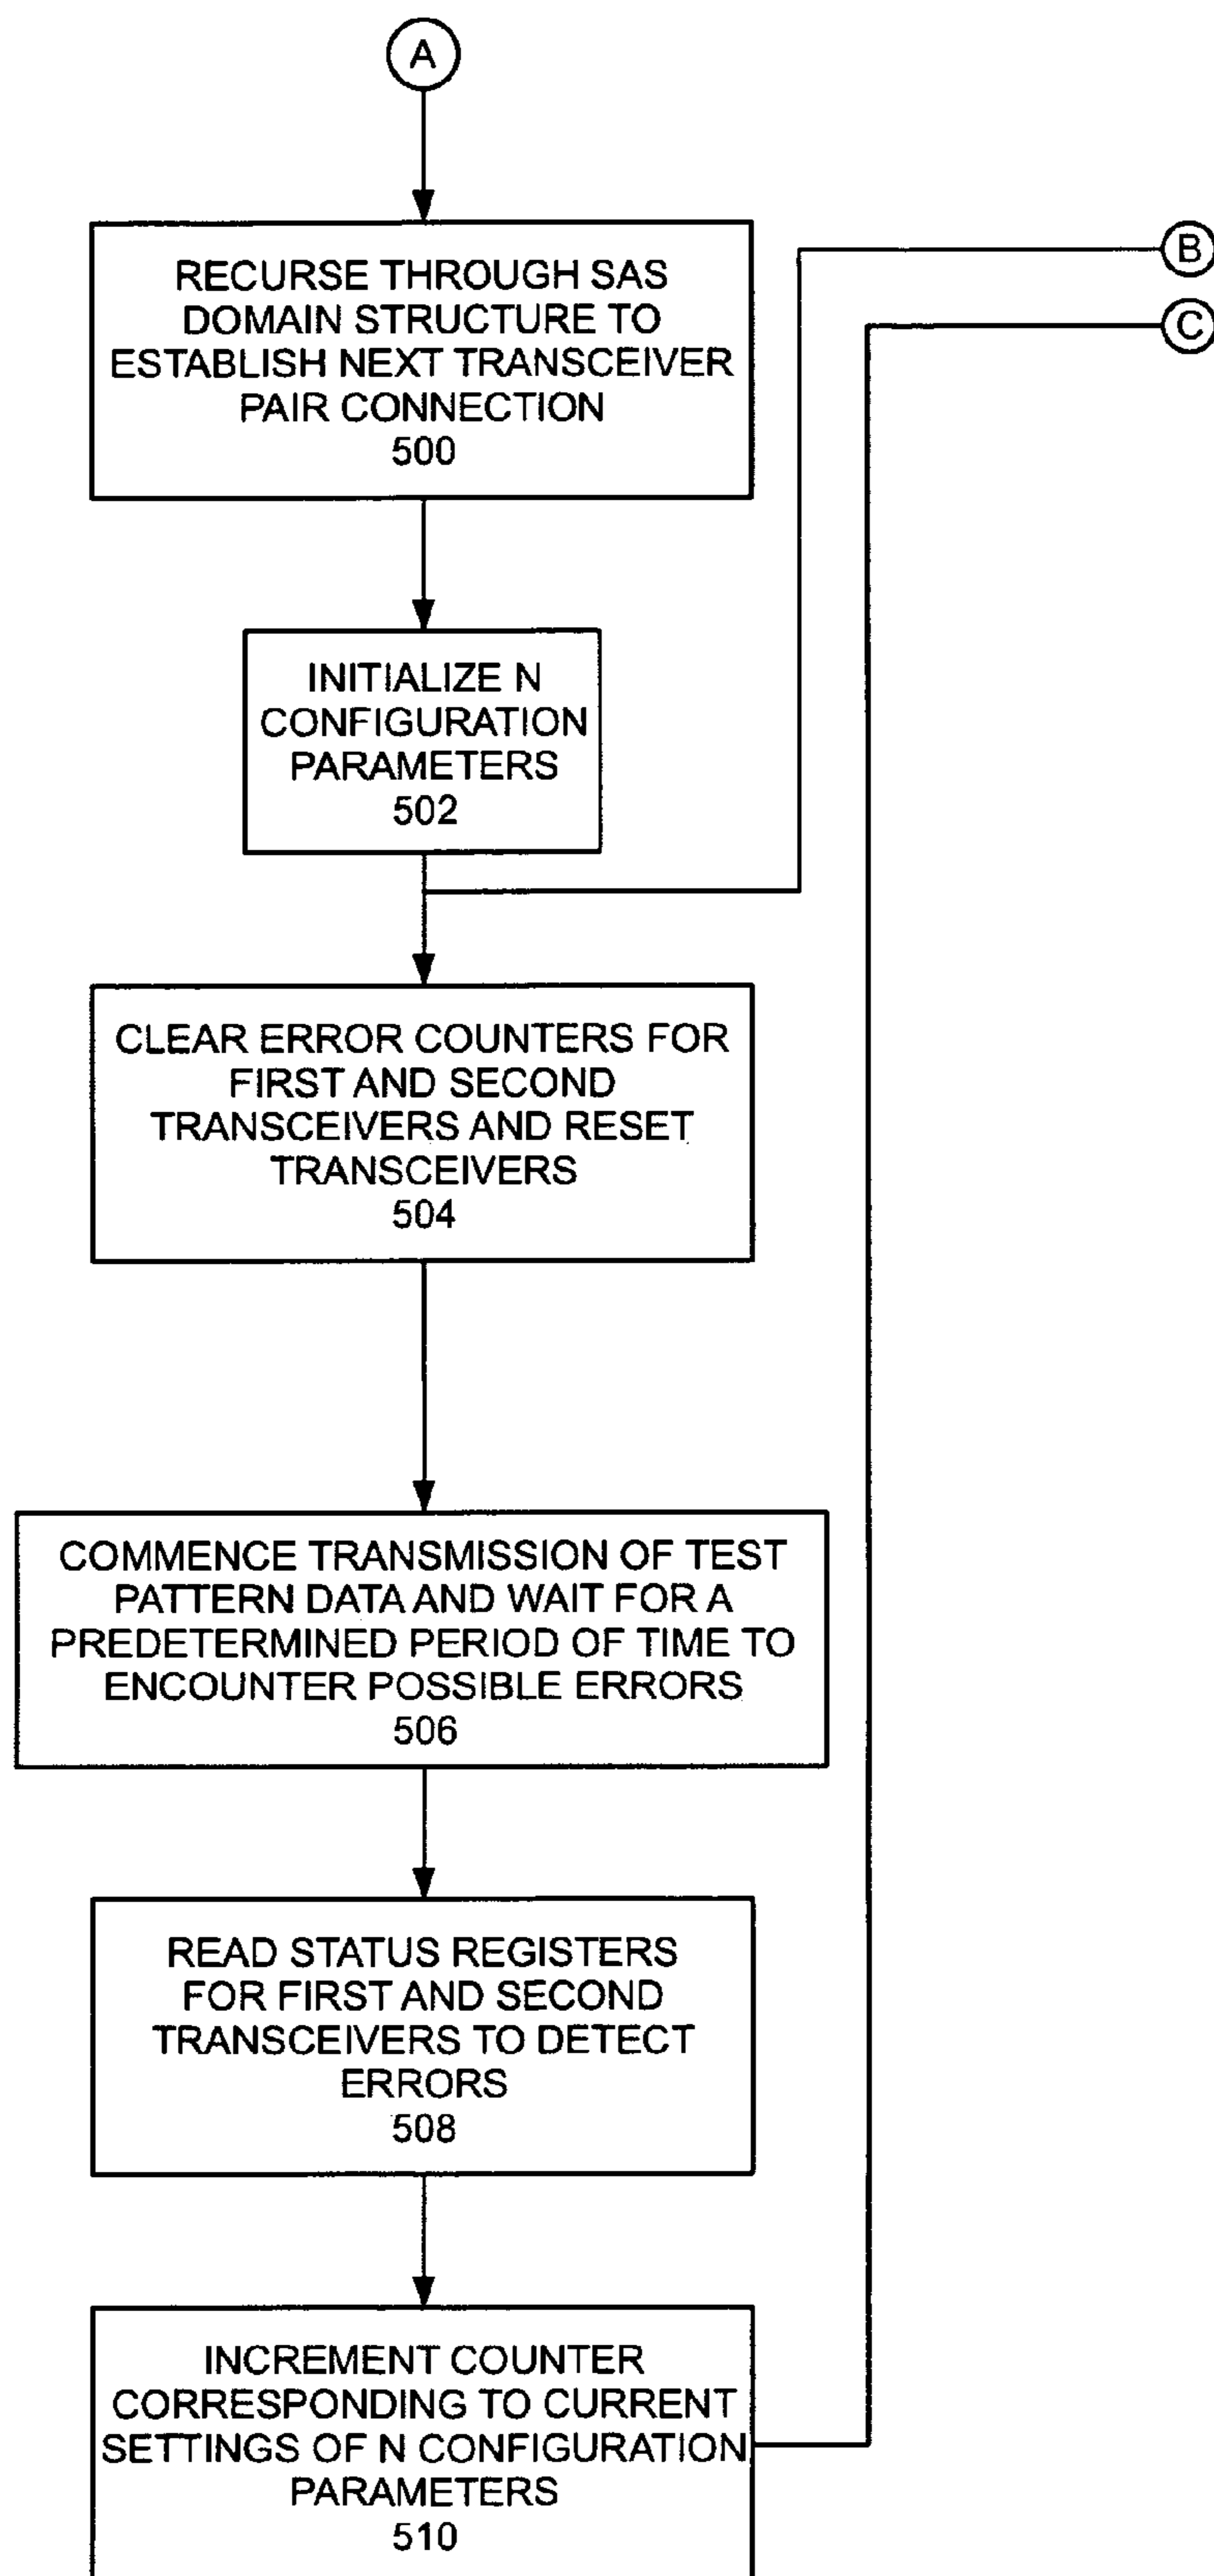 A
RECURSE THROUGH SAS
DOMAIN STRUCTURE TO
ESTABLISH NEXT TRANSCEIVER
PAIR CONNECTION
500
B
C
INITIALIZE N
CONFIGURATION
PARAMETERS
502
CLEAR ERROR COUNTERS FOR
FIRST AND SECOND
TRANSCEIVERS AND RESET
TRANSCEIVERS
504
COMMENCE TRANSMISSION OF TEST
PATTERN DATA AND WAIT FOR A
PREDETERMINED PERIOD OF TIME TO
ENCOUNTER POSSIBLE ERRORS
506
READ STATUS REGISTERS
FOR FIRST AND SECOND
TRANSCEIVERS TO DETECT
ERRORS
508
INCREMENT COUNTER
CORRESPONDING TO CURRENT
SETTINGS OF N CONFIGURATION
PARAMETERS
510